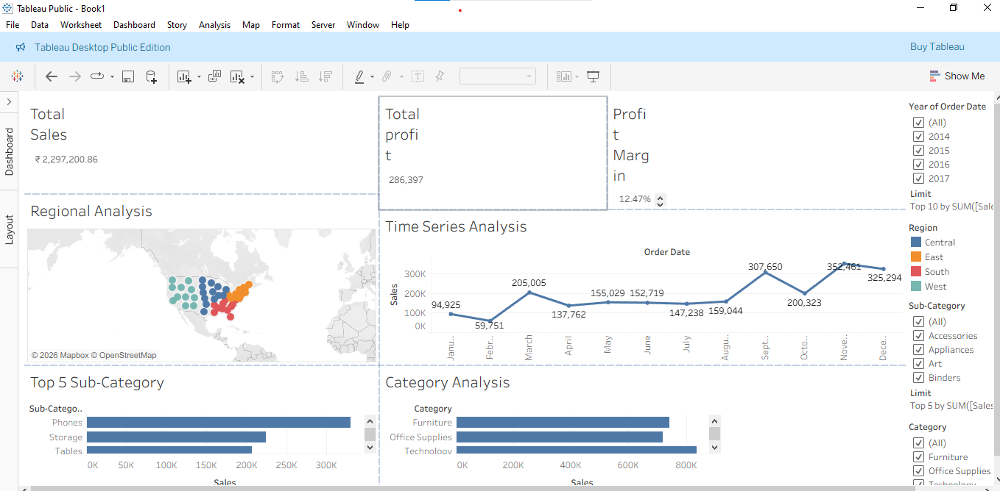 Tableau Public - Book1
File Data Worksheet Dashboard Story Analysis Map Format Server Window Help
Tableau Desktop Public Edition
Buy Tableau
Show Me
Dashboard
Layout
Total
Sales
₹ 2,297,200.86
Total
profi
t
286,397
Profi
t
Marg
in
12.47%
Regional Analysis
© 2026 Mapbox © OpenStreetMap
Time Series Analysis
Order Date
Sales
300K
200K
100K
0K
94,925
59,751
205,005
137,762
155,029
152,719
147,238
159,044
307,650
200,323
352,461
325,294
Janu..
Febr..
March
April
May
June
July
Augu..
Sept..
Octo..
Nove..
Dece..
Top 5 Sub-Category
Sub-Catego..
Phones
Storage
Tables
0K 50K 100K 150K 200K 250K 300K
Sales
Category Analysis
Category
Furniture
Office Supplies
Technology
0K 200K 400K 600K 800K
Sales
Year of Order Date
(All)
2014
2015
2016
2017
Limit
Top 10 by SUM([Sale
Region
Central
East
South
West
Sub-Category
(All)
Accessories
Appliances
Art
Binders
Limit
Top 5 by SUM([Sales
Category
(All)
Furniture
Office Supplies
Technology